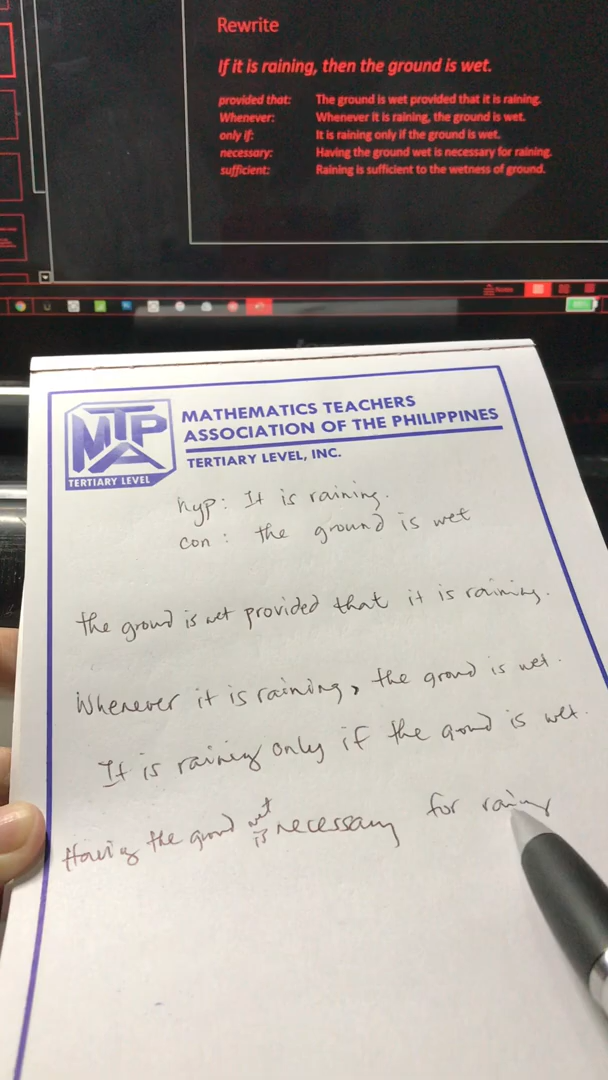 Rewrite
If it is raining, then the ground is wet.
provided that: The ground is wet provided that it is raining.
Whenever: Whenever it is raining, the ground is wet.
only if: It is raining only if the ground is wet.
necessary: Having the ground wet is necessary for raining.
sufficient: Raining is sufficient to the wetness of ground.
MTAP
TERTIARY LEVEL
MATHEMATICS TEACHERS
ASSOCIATION OF THE PHILIPPINES
TERTIARY LEVEL, INC.
hyp: It is raining.
con: the ground is wet
the ground is wet provided that it is raining.
Whenever it is raining, the ground is wet.
It is raining only if the gound is wet.
Having the ground wet is necessary for raining